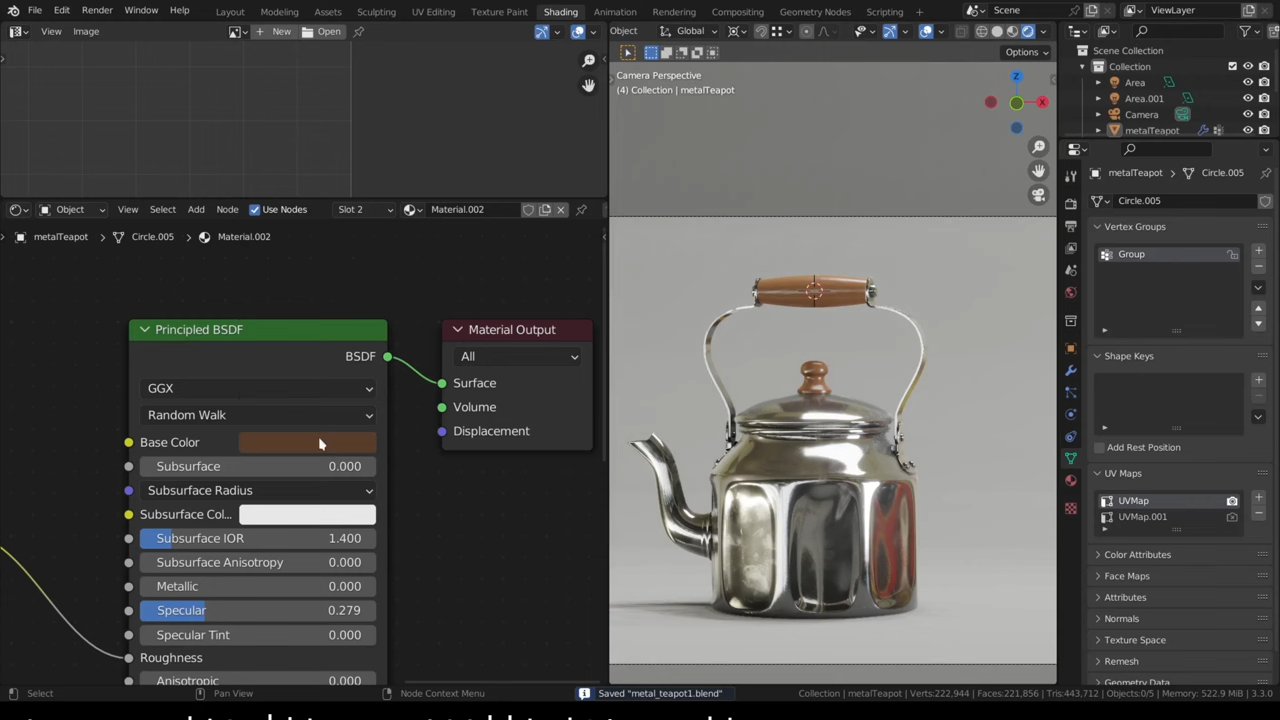 File Edit Render Window Help Layout Modeling Assets Sculpting UV Editing Texture Paint Shading Animation Rendering Compositing Geometry Nodes Scripting Scene ViewLayer
View Image New Open Object Global
Options
Scene Collection
Collection
Area
Area.001
Camera
metalTeapot
Camera Perspective
(4) Collection | metalTeapot
X
Z
metalTeapot Circle.005
Circle.005
Object View Select Add Node Use Nodes Slot 2 Material.002
metalTeapot Circle.005 Material.002
Vertex Groups
Group
Principled BSDF
BSDF
GGX
Random Walk
Base Color
Subsurface 0.000
Subsurface Radius
Subsurface Col...
Subsurface IOR 1.400
Subsurface Anisotropy 0.000
Metallic 0.000
Specular 0.279
Specular Tint 0.000
Roughness
Anisotropic 0.000
Material Output
All
Surface
Volume
Displacement
Shape Keys
Add Rest Position
UV Maps
UVMap
UVMap.001
Color Attributes
Face Maps
Attributes
Normals
Texture Space
Remesh
Geometry Data
Select Pan View Node Context Menu Saved "metal_teapot1.blend" Collection | metalTeapot | Verts:222,944 | Faces:221,856 | Tris:443,712 | Objects:0/5 | Memory: 522.9 MiB | 3.3.0